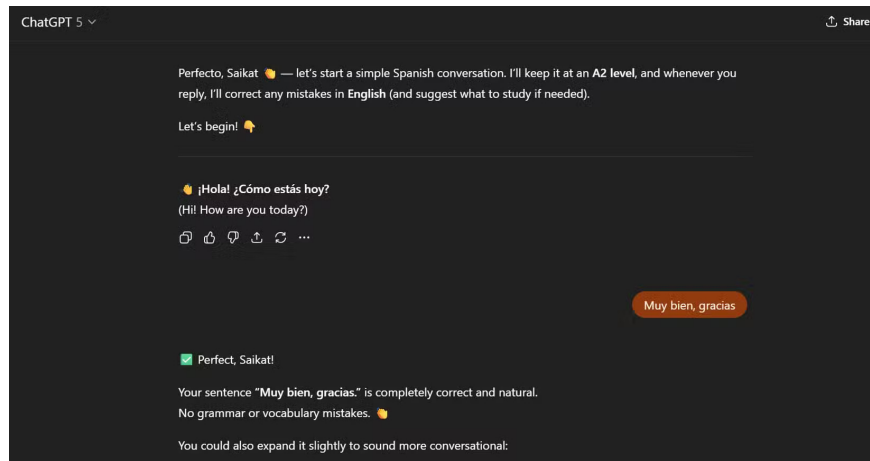 ChatGPT 5
Share
Perfecto, Saikat 👏 — let's start a simple Spanish conversation. I'll keep it at an A2 level, and whenever you
reply, I'll correct any mistakes in English (and suggest what to study if needed).
Let's begin! 👇
👏 ¡Hola! ¿Cómo estás hoy?
(Hi! How are you today?)
Muy bien, gracias
✅ Perfect, Saikat!
Your sentence "Muy bien, gracias." is completely correct and natural.
No grammar or vocabulary mistakes. 👏
You could also expand it slightly to sound more conversational: